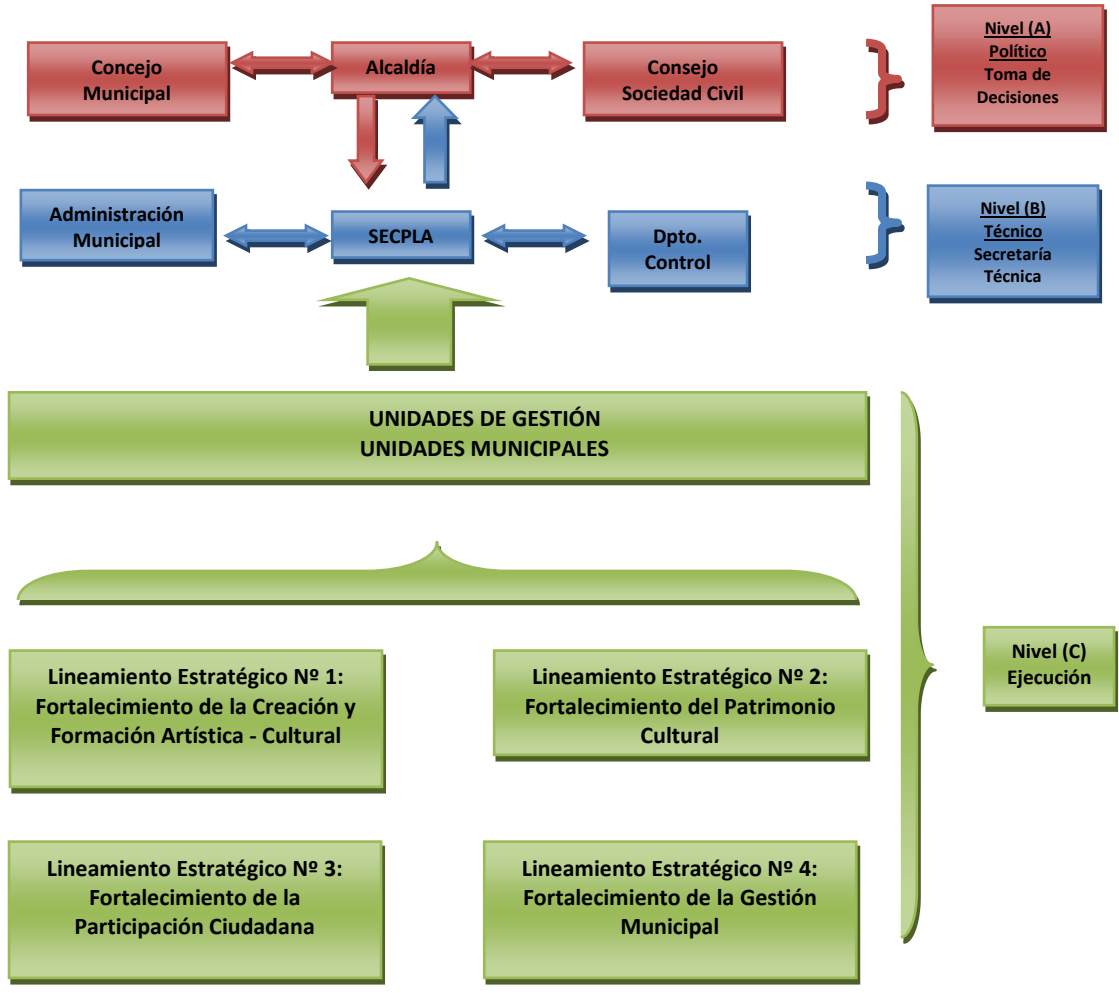 Concejo
Municipal
Alcaldía
Consejo
Sociedad Civil
Nivel (A)
Político
Toma de
Decisiones
Administración
Municipal
SECPLA
Dpto.
Control
Nivel (B)
Técnico
Secretaría
Técnica
UNIDADES DE GESTIÓN
UNIDADES MUNICIPALES
Lineamiento Estratégico Nº 1:
Fortalecimiento de la Creación y
Formación Artística - Cultural
Lineamiento Estratégico Nº 2:
Fortalecimiento del Patrimonio
Cultural
Nivel (C)
Ejecución
Lineamiento Estratégico Nº 3:
Fortalecimiento de la
Participación Ciudadana
Lineamiento Estratégico Nº 4:
Fortalecimiento de la Gestión
Municipal